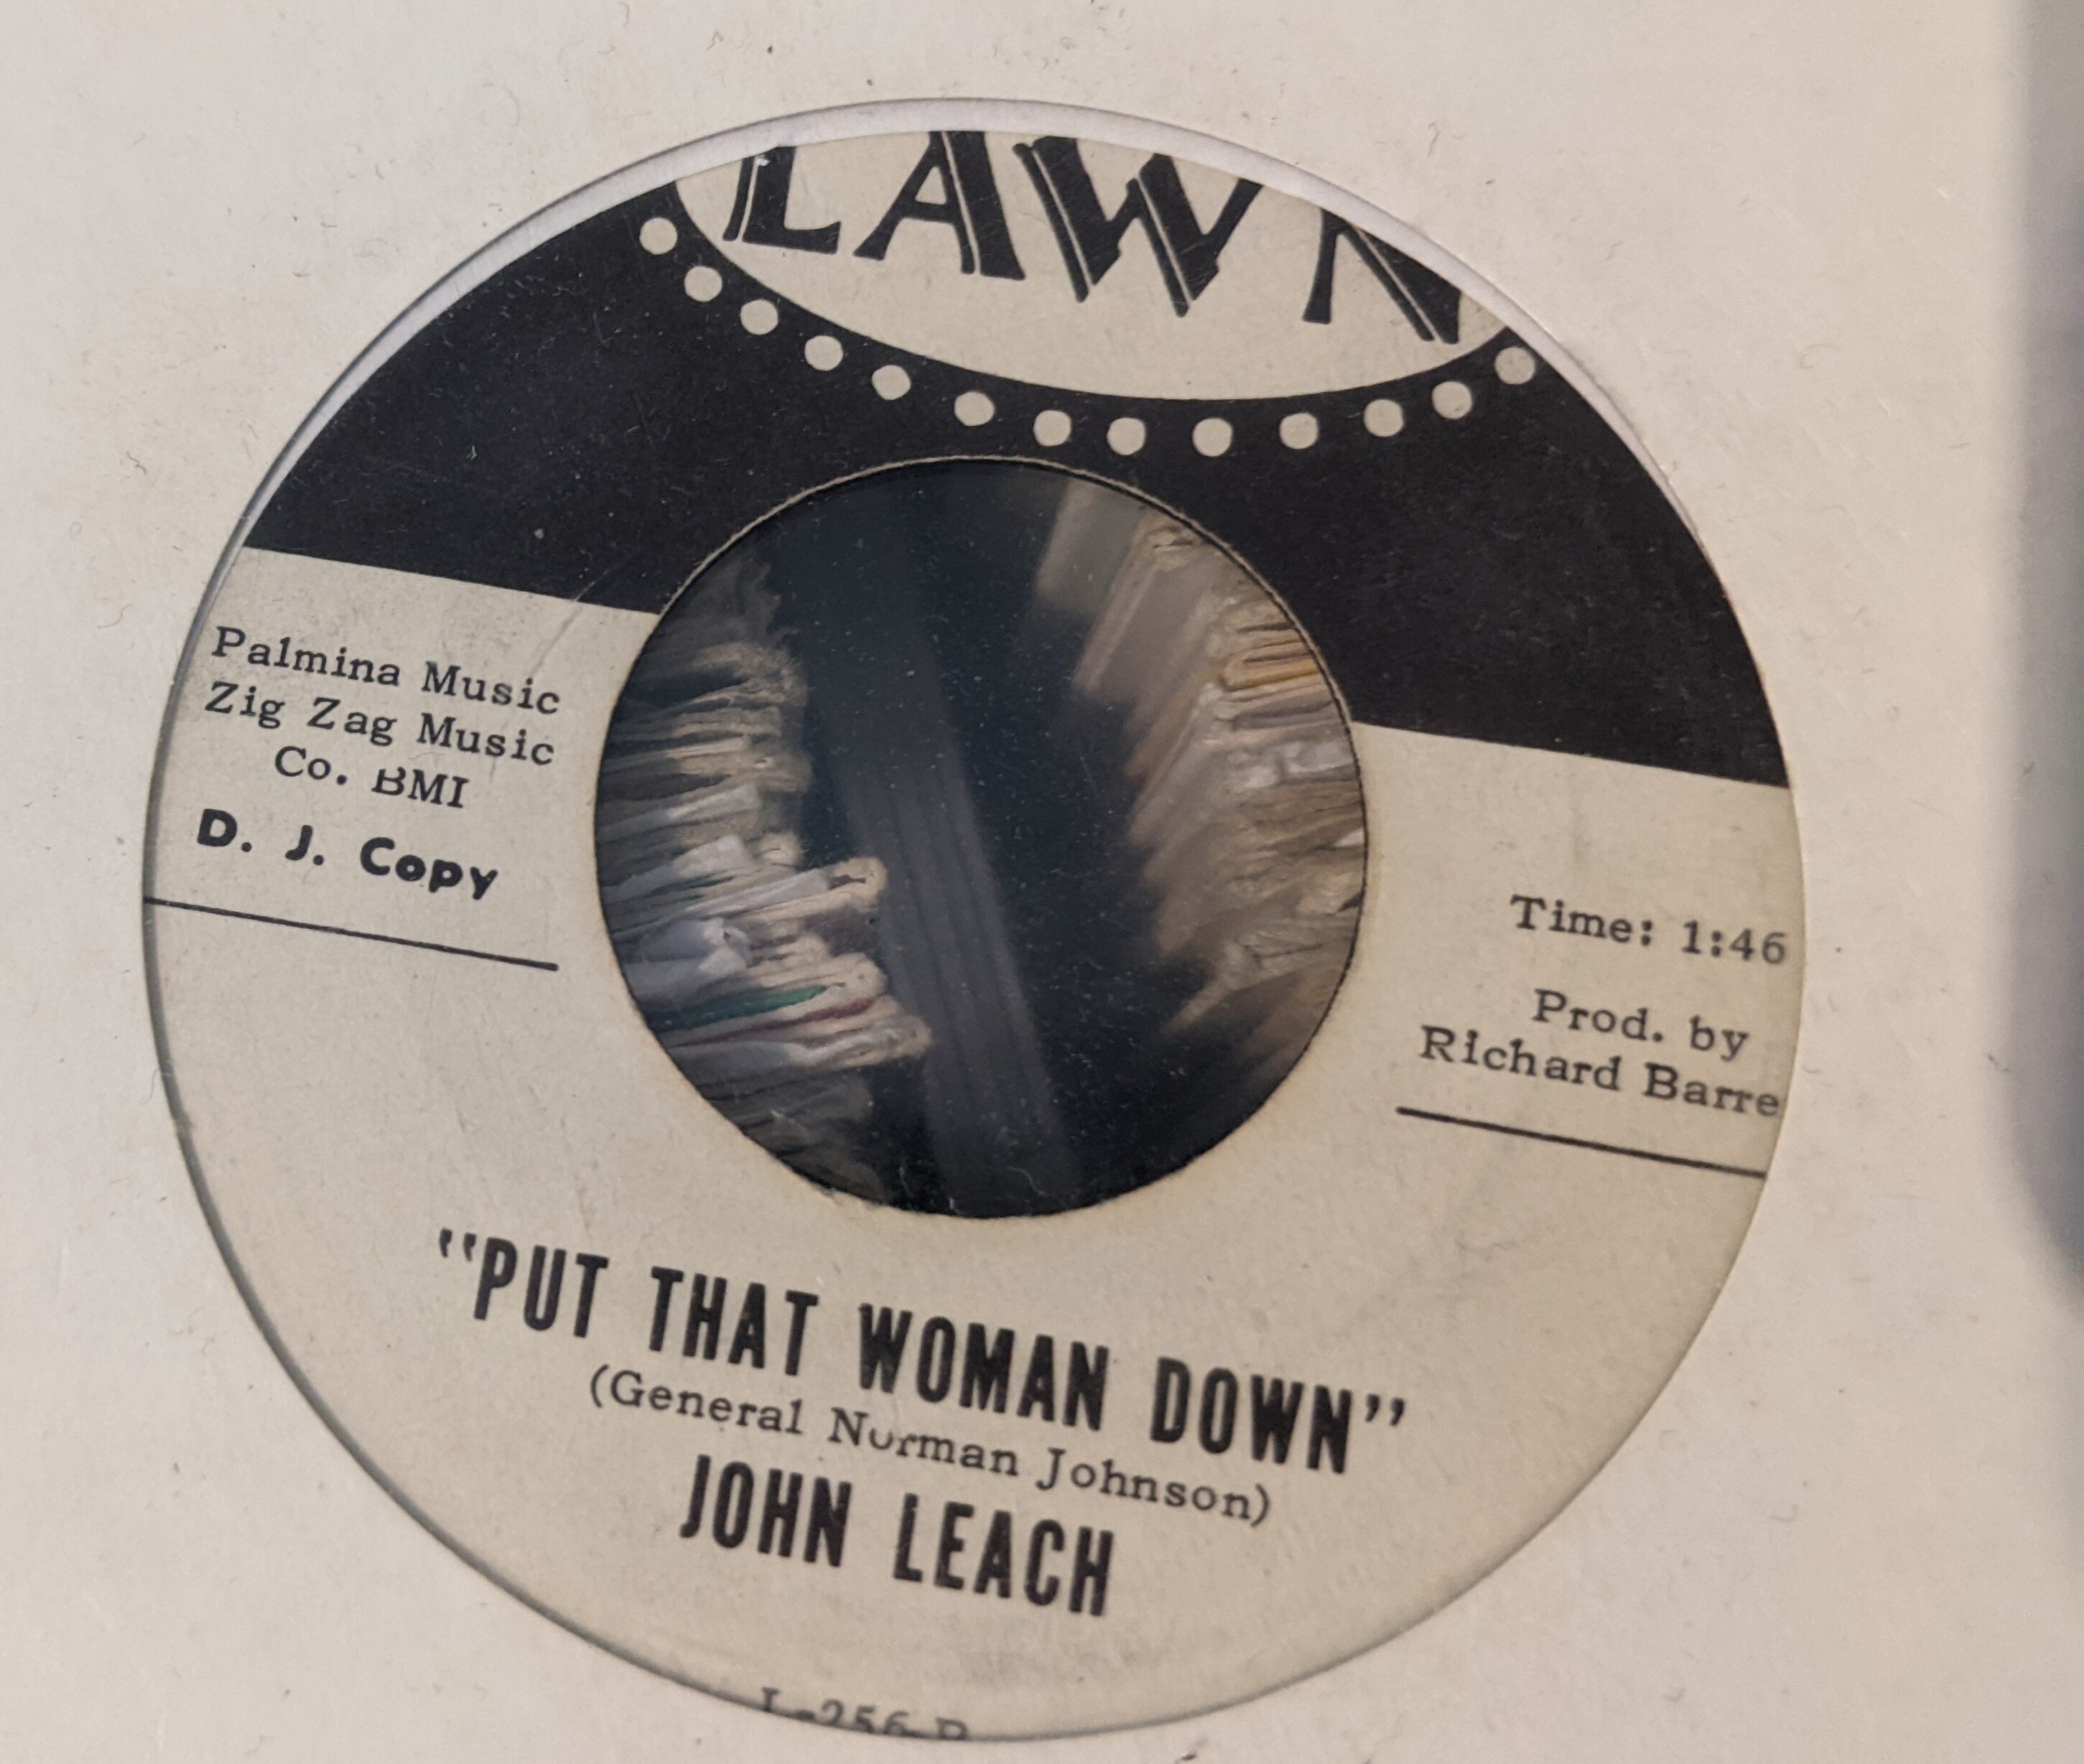 LAWN
Palmina Music
Zig Zag Music
Co. BMI
D. J. Copy
Time: 1:46
Prod. by
Richard Barre
"PUT THAT WOMAN DOWN"
(General Norman Johnson)
JOHN LEACH
L-256-B